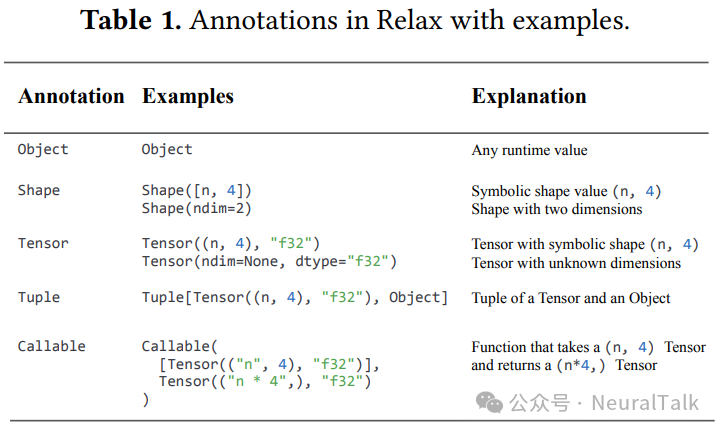 Table 1. Annotations in Relax with examples.
Annotation Examples Explanation
Object Object Any runtime value
Shape Shape([n, 4]) Symbolic shape value (n, 4)
Shape(ndim=2) Shape with two dimensions
Tensor Tensor((n, 4), "f32") Tensor with symbolic shape (n, 4)
Tensor(ndim=None, dtype="f32") Tensor with unknown dimensions
Tuple Tuple[Tensor((n, 4), "f32"), Object] Tuple of a Tensor and an Object
Callable Callable( Function that takes a (n, 4) Tensor
[Tensor(("n", 4), "f32")], and returns a (n*4,) Tensor
Tensor(("n * 4",), "f32")
)
公众号 · NeuralTalk